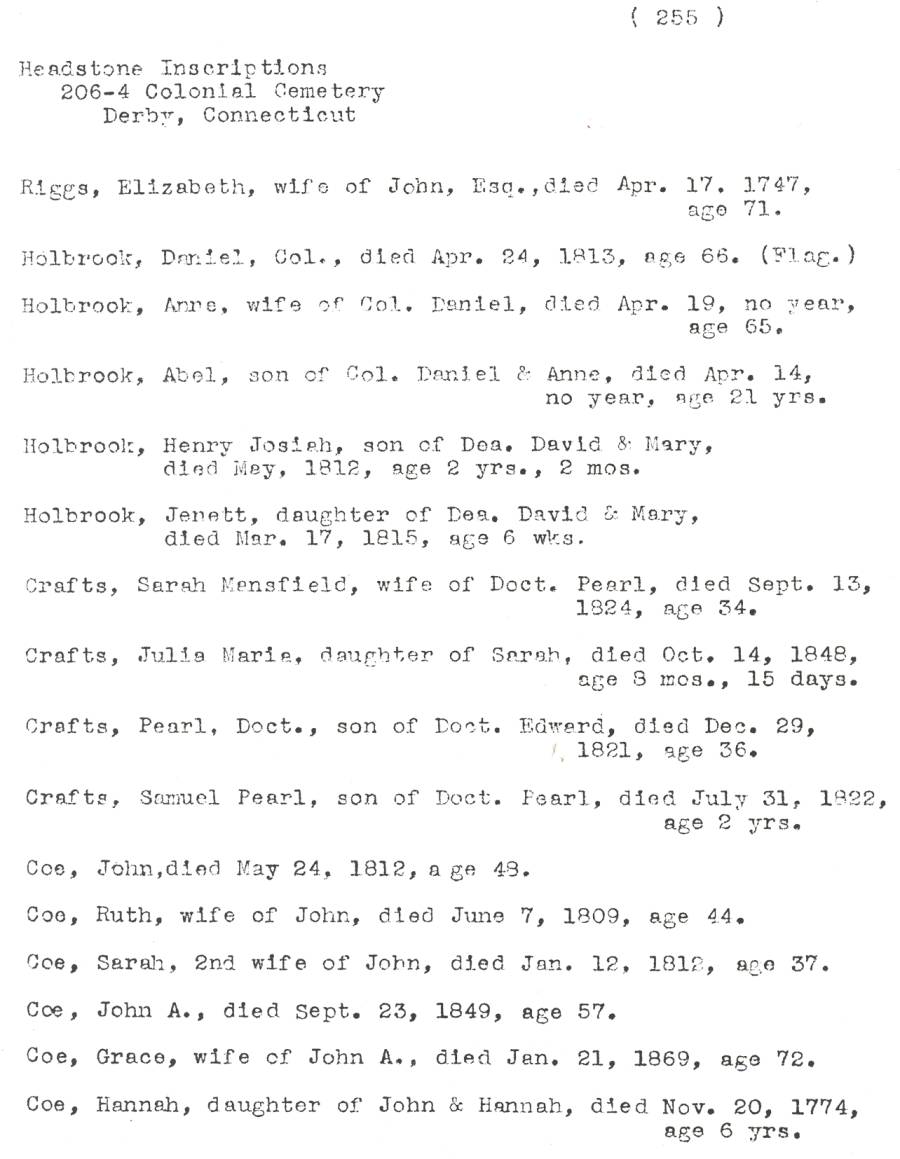 ( 255 )
Headstone Inscriptions
206-4 Colonial Cemetery
Derby, Connecticut
Riggs, Elizabeth, wife of John, Esq.,died Apr. 17. 1747,
age 71.
Holbrook, Daniel, Col., died Apr. 24, 1813, age 66. (Flag.)
Holbrook, Anne, wife of Col. Daniel, died Apr. 19, no year,
age 65.
Holbrook, Abel, son of Col. Daniel & Anne, died Apr. 14,
no year, age 21 yrs.
Holbrook, Henry Josiah, son of Dea. David & Mary,
died May, 1812, age 2 yrs., 2 mos.
Holbrook, Jenett, daughter of Dea. David & Mary,
died Mar. 17, 1815, age 6 wks.
Crafts, Sarah Mansfield, wife of Doct. Pearl, died Sept. 13,
1824, age 34.
Crafts, Julia Maria, daughter of Sarah, died Oct. 14, 1848,
age 8 mos., 15 days.
Crafts, Pearl, Doct., son of Doct. Edward, died Dec. 29,
1821, age 36.
Crafts, Samuel Pearl, son of Doct. Pearl, died July 31, 1822,
age 2 yrs.
Coe, John,died May 24, 1812, a ge 48.
Coe, Ruth, wife of John, died June 7, 1809, age 44.
Coe, Sarah, 2nd wife of John, died Jan. 12, 1812, age 37.
Coe, John A., died Sept. 23, 1849, age 57.
Coe, Grace, wife of John A., died Jan. 21, 1869, age 72.
Coe, Hannah, daughter of John & Hannah, died Nov. 20, 1774,
age 6 yrs.